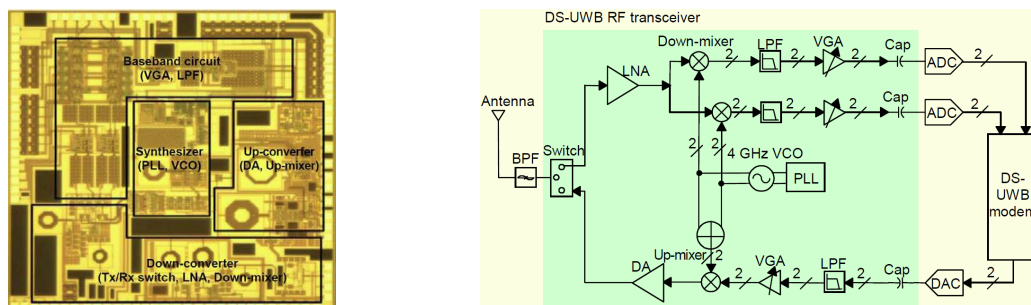 Baseband circuit
(VGA, LPF)
Synthesizer
(PLL, VCO)
Up-converter
(DA, Up-mixer)
Down-converter
(Tx/Rx switch, LNA, Down-mixer)
DS-UWB RF transceiver
Down-mixer
LPF
VGA
Cap
LNA
2
2
2
ADC
2
Antenna
2
2
2
Cap
ADC
2
Switch
BPF
2
2
4 GHz VCO
PLL
DS-
UWB
modem
Up-mixer
2
VGA
LPF
Cap
DA
2
2
2
DAC
2